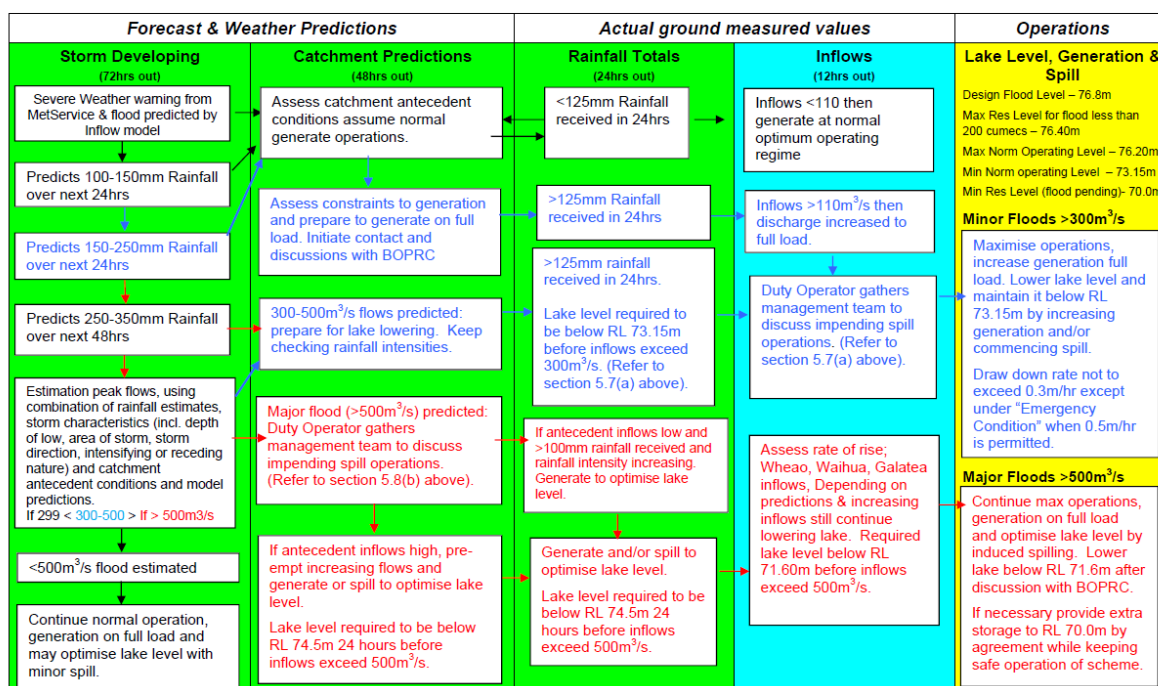 Forecast & Weather Predictions
Actual ground measured values
Operations
Storm Developing
(72hrs out)
Severe Weather warning from
MetService & flood predicted by
Inflow model
Predicts 100-150mm Rainfall
over next 24hrs
Predicts 150-250mm Rainfall
over next 24hrs
Predicts 250-350mm Rainfall
over next 48hrs
Estimation peak flows, using
combination of rainfall estimates,
storm characteristics (incl. depth
of low, area of storm, storm
direction, intensifying or receding
nature) and catchment
antecedent conditions and model
predictions.
If 299 < 300-500 > If > 500m3/s
<500m³/s flood estimated
Continue normal operation,
generation on full load and
may optimise lake level with
minor spill.
Catchment Predictions
(48hrs out)
Assess catchment antecedent
conditions assume normal
generate operations.
Assess constraints to generation
and prepare to generate on full
load. Initiate contact and
discussions with BOPRC
300-500m³/s flows predicted:
prepare for lake lowering. Keep
checking rainfall intensities.
Major flood (>500m³/s) predicted:
Duty Operator gathers
management team to discuss
impending spill operations.
(Refer to section 5.8(b) above).
If antecedent inflows high, pre-
empt increasing flows and
generate or spill to optimise lake
level.
Lake level required to be below
RL 74.5m 24 hours before
inflows exceed 500m³/s.
Rainfall Totals
(24hrs out)
<125mm Rainfall
received in 24hrs
>125mm Rainfall
received in 24hrs
>125mm rainfall
received in 24hrs.
Lake level required to
be below RL 73.15m
before inflows exceed
300m³/s. (Refer to
section 5.7(a) above).
If antecedent inflows low and
>100mm rainfall received and
rainfall intensity increasing.
Generate to optimise lake
level.
Generate and/or spill to
optimise lake level.
Lake level required to be
below RL 74.5m 24
hours before inflows
exceed 500m³/s.
Inflows
(12hrs out)
Inflows <110 then
generate at normal
optimum operating
regime
Inflows >110m³/s then
discharge increased to
full load.
Duty Operator gathers
management team to
discuss impending spill
operations. (Refer to
section 5.7(a) above).
Assess rate of rise;
Wheao, Waihua, Galatea
inflows, Depending on
predictions & increasing
inflows still continue
lowering lake. Required
lake level below RL
71.60m before inflows
exceed 500m³/s.
Lake Level, Generation &
Spill
Design Flood Level – 76.8m
Max Res Level for flood less than
200 cumecs – 76.40m
Max Norm Operating Level – 76.20m
Min Norm operating Level – 73.15m
Min Res Level (flood pending)- 70.0m
Minor Floods >300m³/s
Maximise operations,
increase generation full
load. Lower lake level and
maintain it below RL
73.15m by increasing
generation and/or
commencing spill.
Draw down rate not to
exceed 0.3m/hr except
under "Emergency
Condition" when 0.5m/hr
is permitted.
Major Floods >500m³/s
Continue max operations,
generation on full load
and optimise lake level by
induced spilling. Lower
lake below RL 71.6m after
discussion with BOPRC.
If necessary provide extra
storage to RL 70.0m by
agreement while keeping
safe operation of scheme.